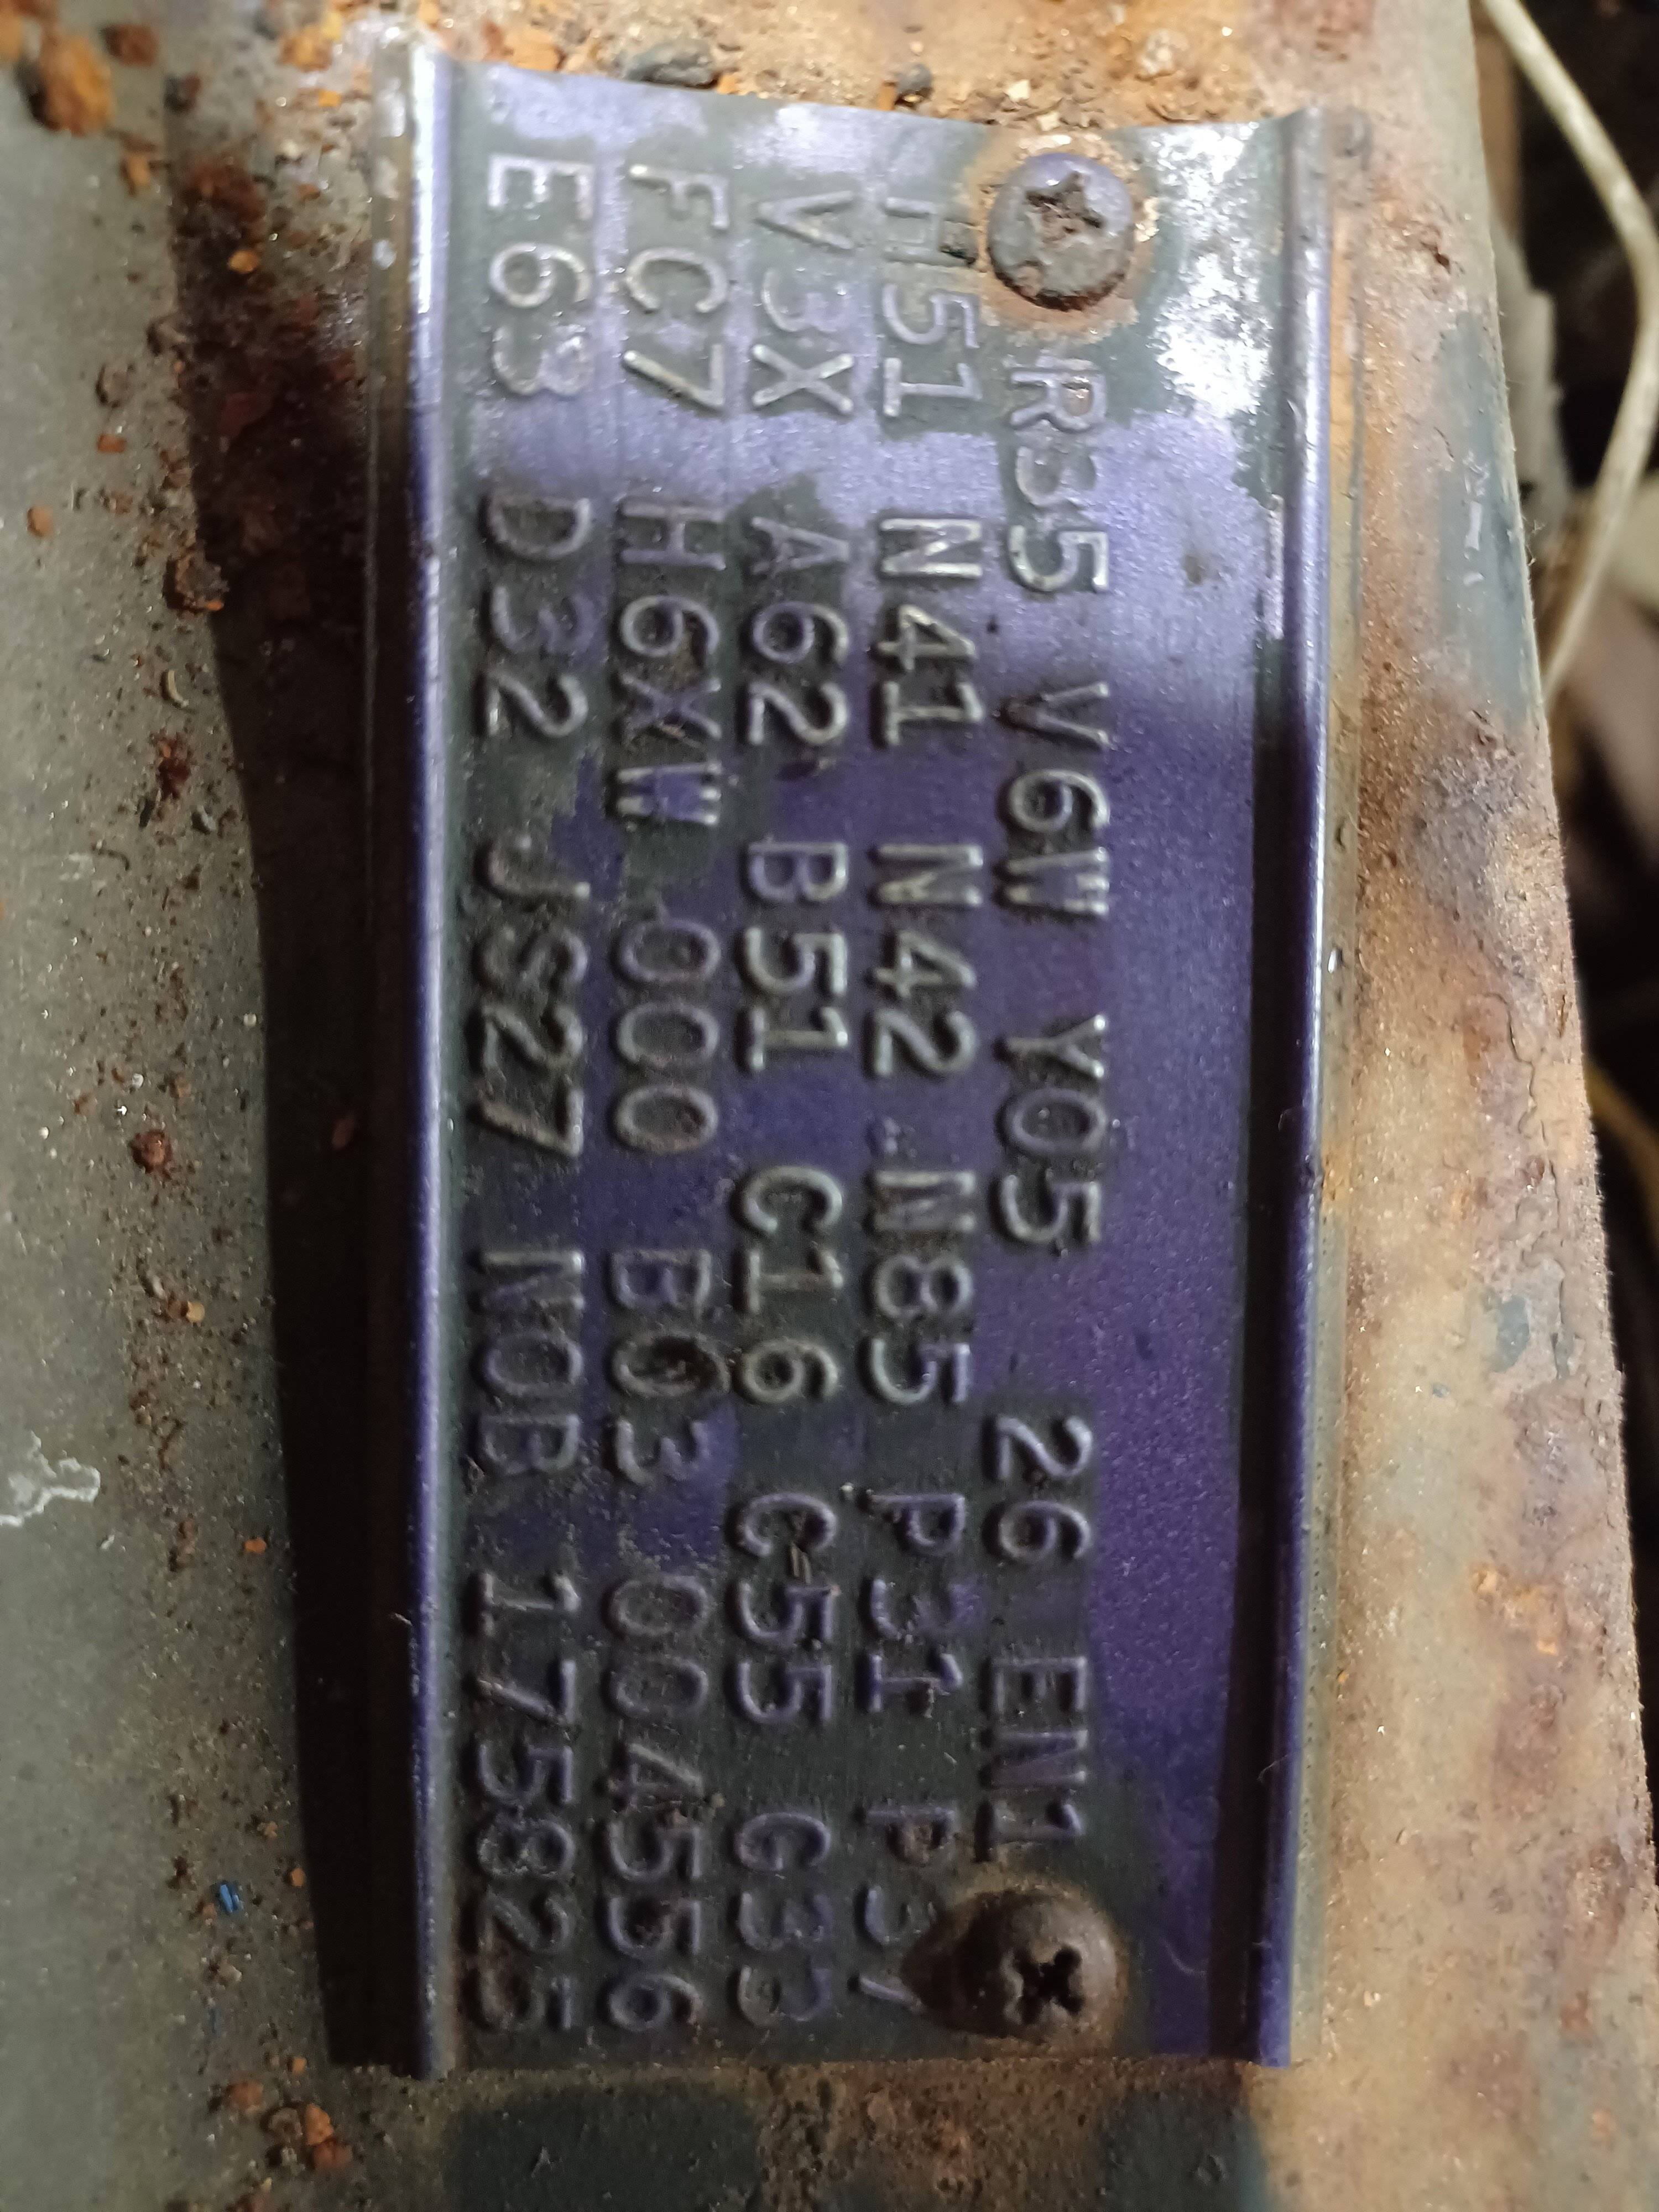 R35 V6W Y05 26 EN1
H51 N41 N42 N85 P31 P37
V3X A62 B51 C16 C55 G33
FC7 H6XW 000 B03 004556
E63 D32 JS27 N0B 175825